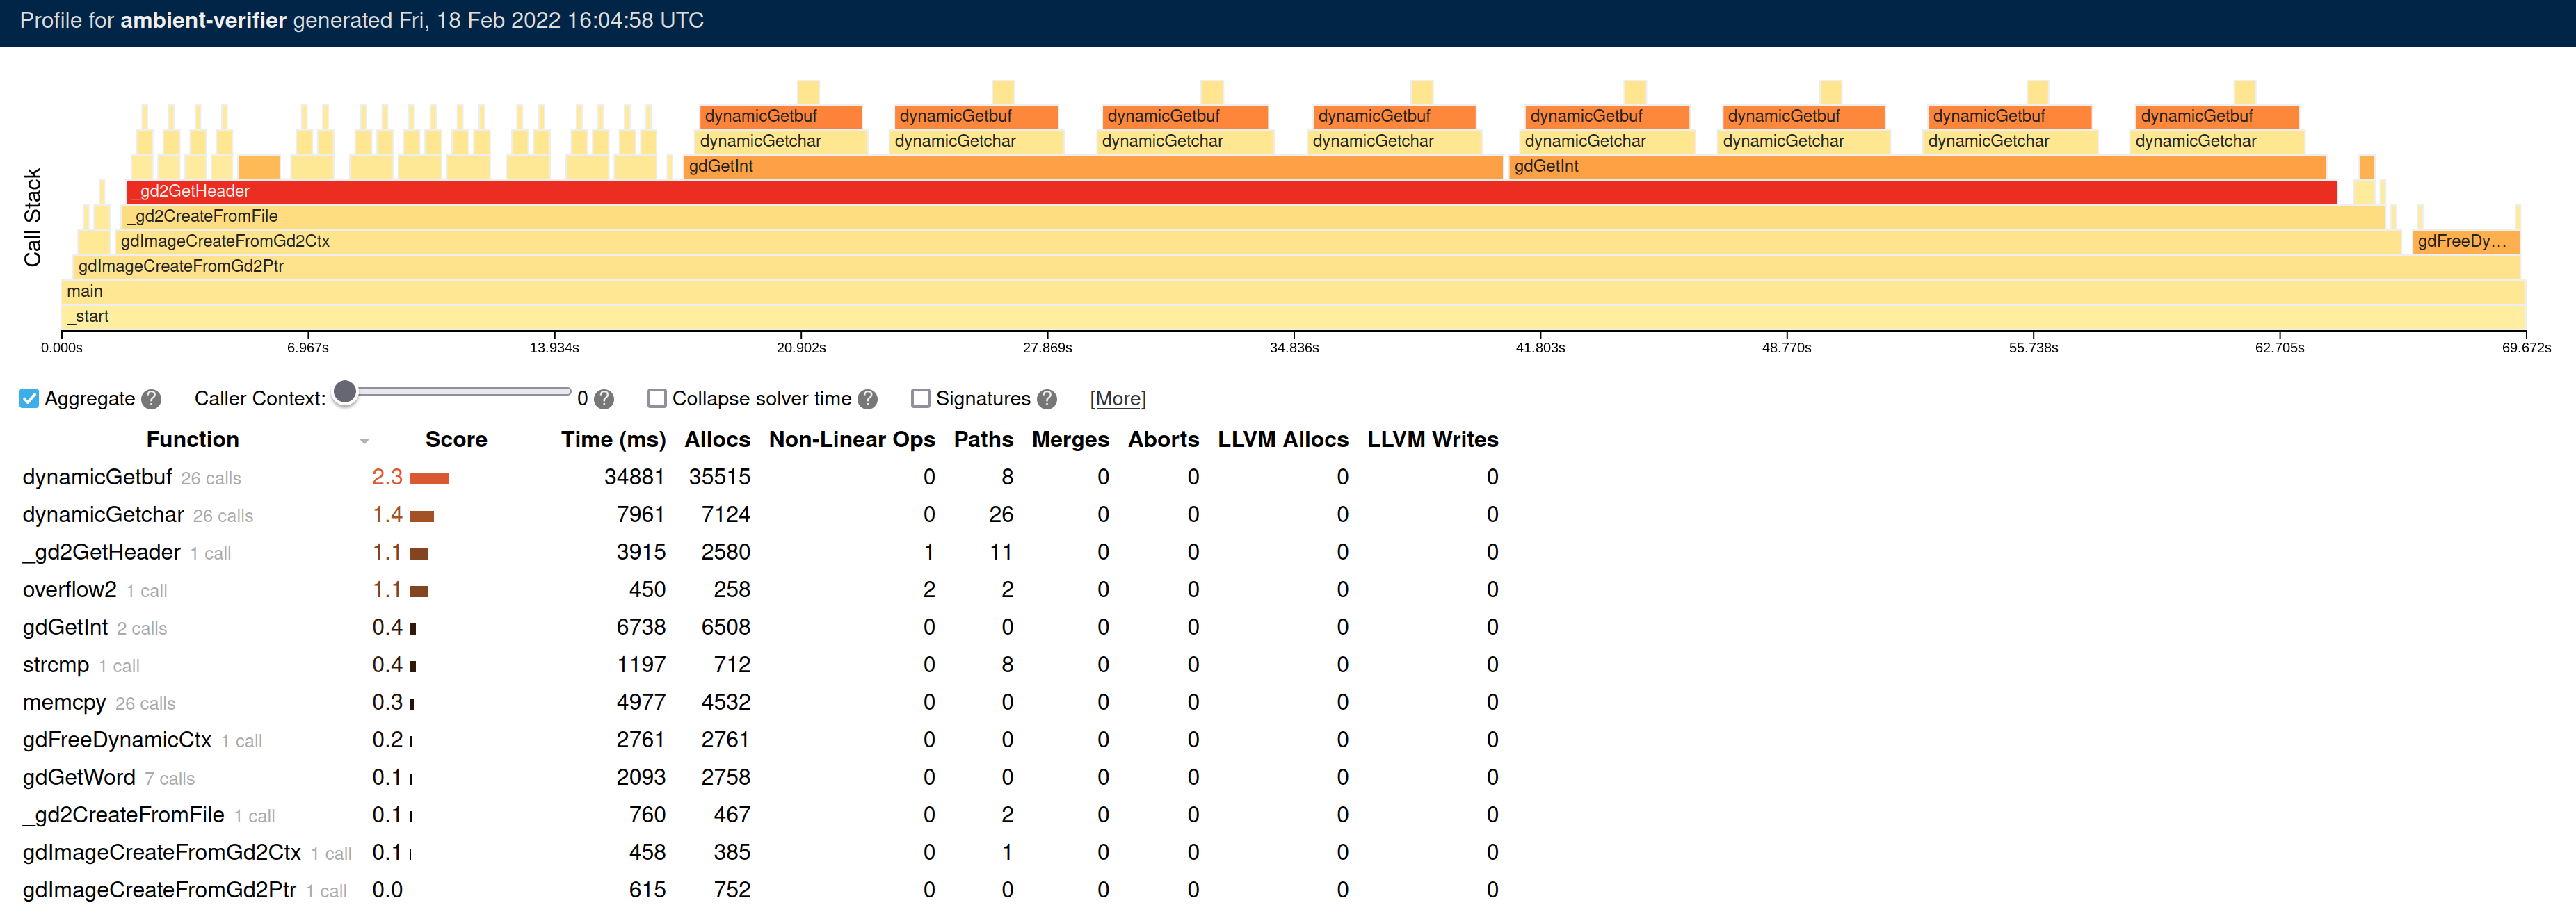 Profile for ambient-verifier generated Fri, 18 Feb 2022 16:04:58 UTC
dynamicGetbuf dynamicGetbuf dynamicGetbuf dynamicGetbuf dynamicGetbuf dynamicGetbuf dynamicGetbuf dynamicGetbuf
dynamicGetchar dynamicGetchar dynamicGetchar dynamicGetchar dynamicGetchar dynamicGetchar dynamicGetchar dynamicGetchar
gdGetInt gdGetInt
_gd2GetHeader
_gd2CreateFromFile
gdImageCreateFromGd2Ctx gdFreeDy...
gdImageCreateFromGd2Ptr
main
_start
Call Stack
0.000s 6.967s 13.934s 20.902s 27.869s 34.836s 41.803s 48.770s 55.738s 62.705s 69.672s
Aggregate ? Caller Context: 0 ? Collapse solver time ? Signatures ? [More]
Function Score Time (ms) Allocs Non-Linear Ops Paths Merges Aborts LLVM Allocs LLVM Writes
dynamicGetbuf 26 calls 2.3 34881 35515 0 8 0 0 0 0
dynamicGetchar 26 calls 1.4 7961 7124 0 26 0 0 0 0
_gd2GetHeader 1 call 1.1 3915 2580 1 11 0 0 0 0
overflow2 1 call 1.1 450 258 2 2 0 0 0 0
gdGetInt 2 calls 0.4 6738 6508 0 0 0 0 0 0
strcmp 1 call 0.4 1197 712 0 8 0 0 0 0
memcpy 26 calls 0.3 4977 4532 0 0 0 0 0 0
gdFreeDynamicCtx 1 call 0.2 2761 2761 0 0 0 0 0 0
gdGetWord 7 calls 0.1 2093 2758 0 0 0 0 0 0
_gd2CreateFromFile 1 call 0.1 760 467 0 2 0 0 0 0
gdImageCreateFromGd2Ctx 1 call 0.1 458 385 0 1 0 0 0 0
gdImageCreateFromGd2Ptr 1 call 0.0 615 752 0 0 0 0 0 0